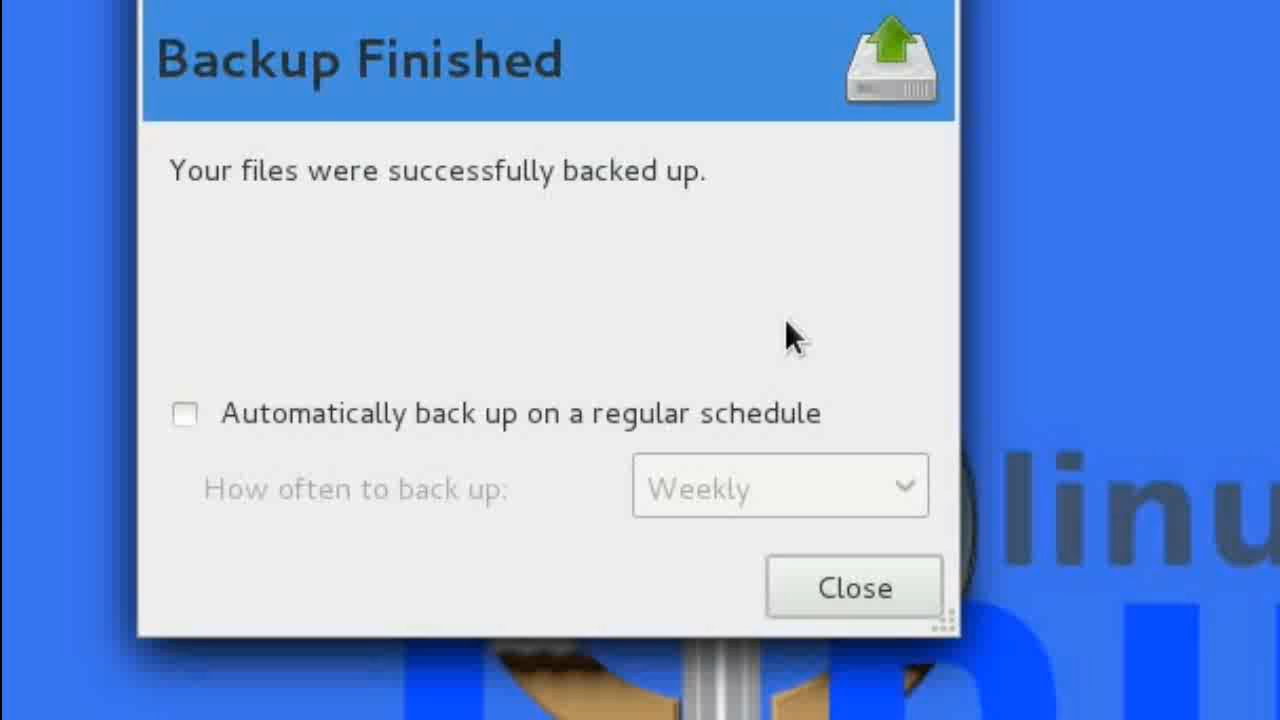 Backup Finished
Your files were successfully backed up.
Automatically back up on a regular schedule
How often to back up:
Weekly
Close
linu